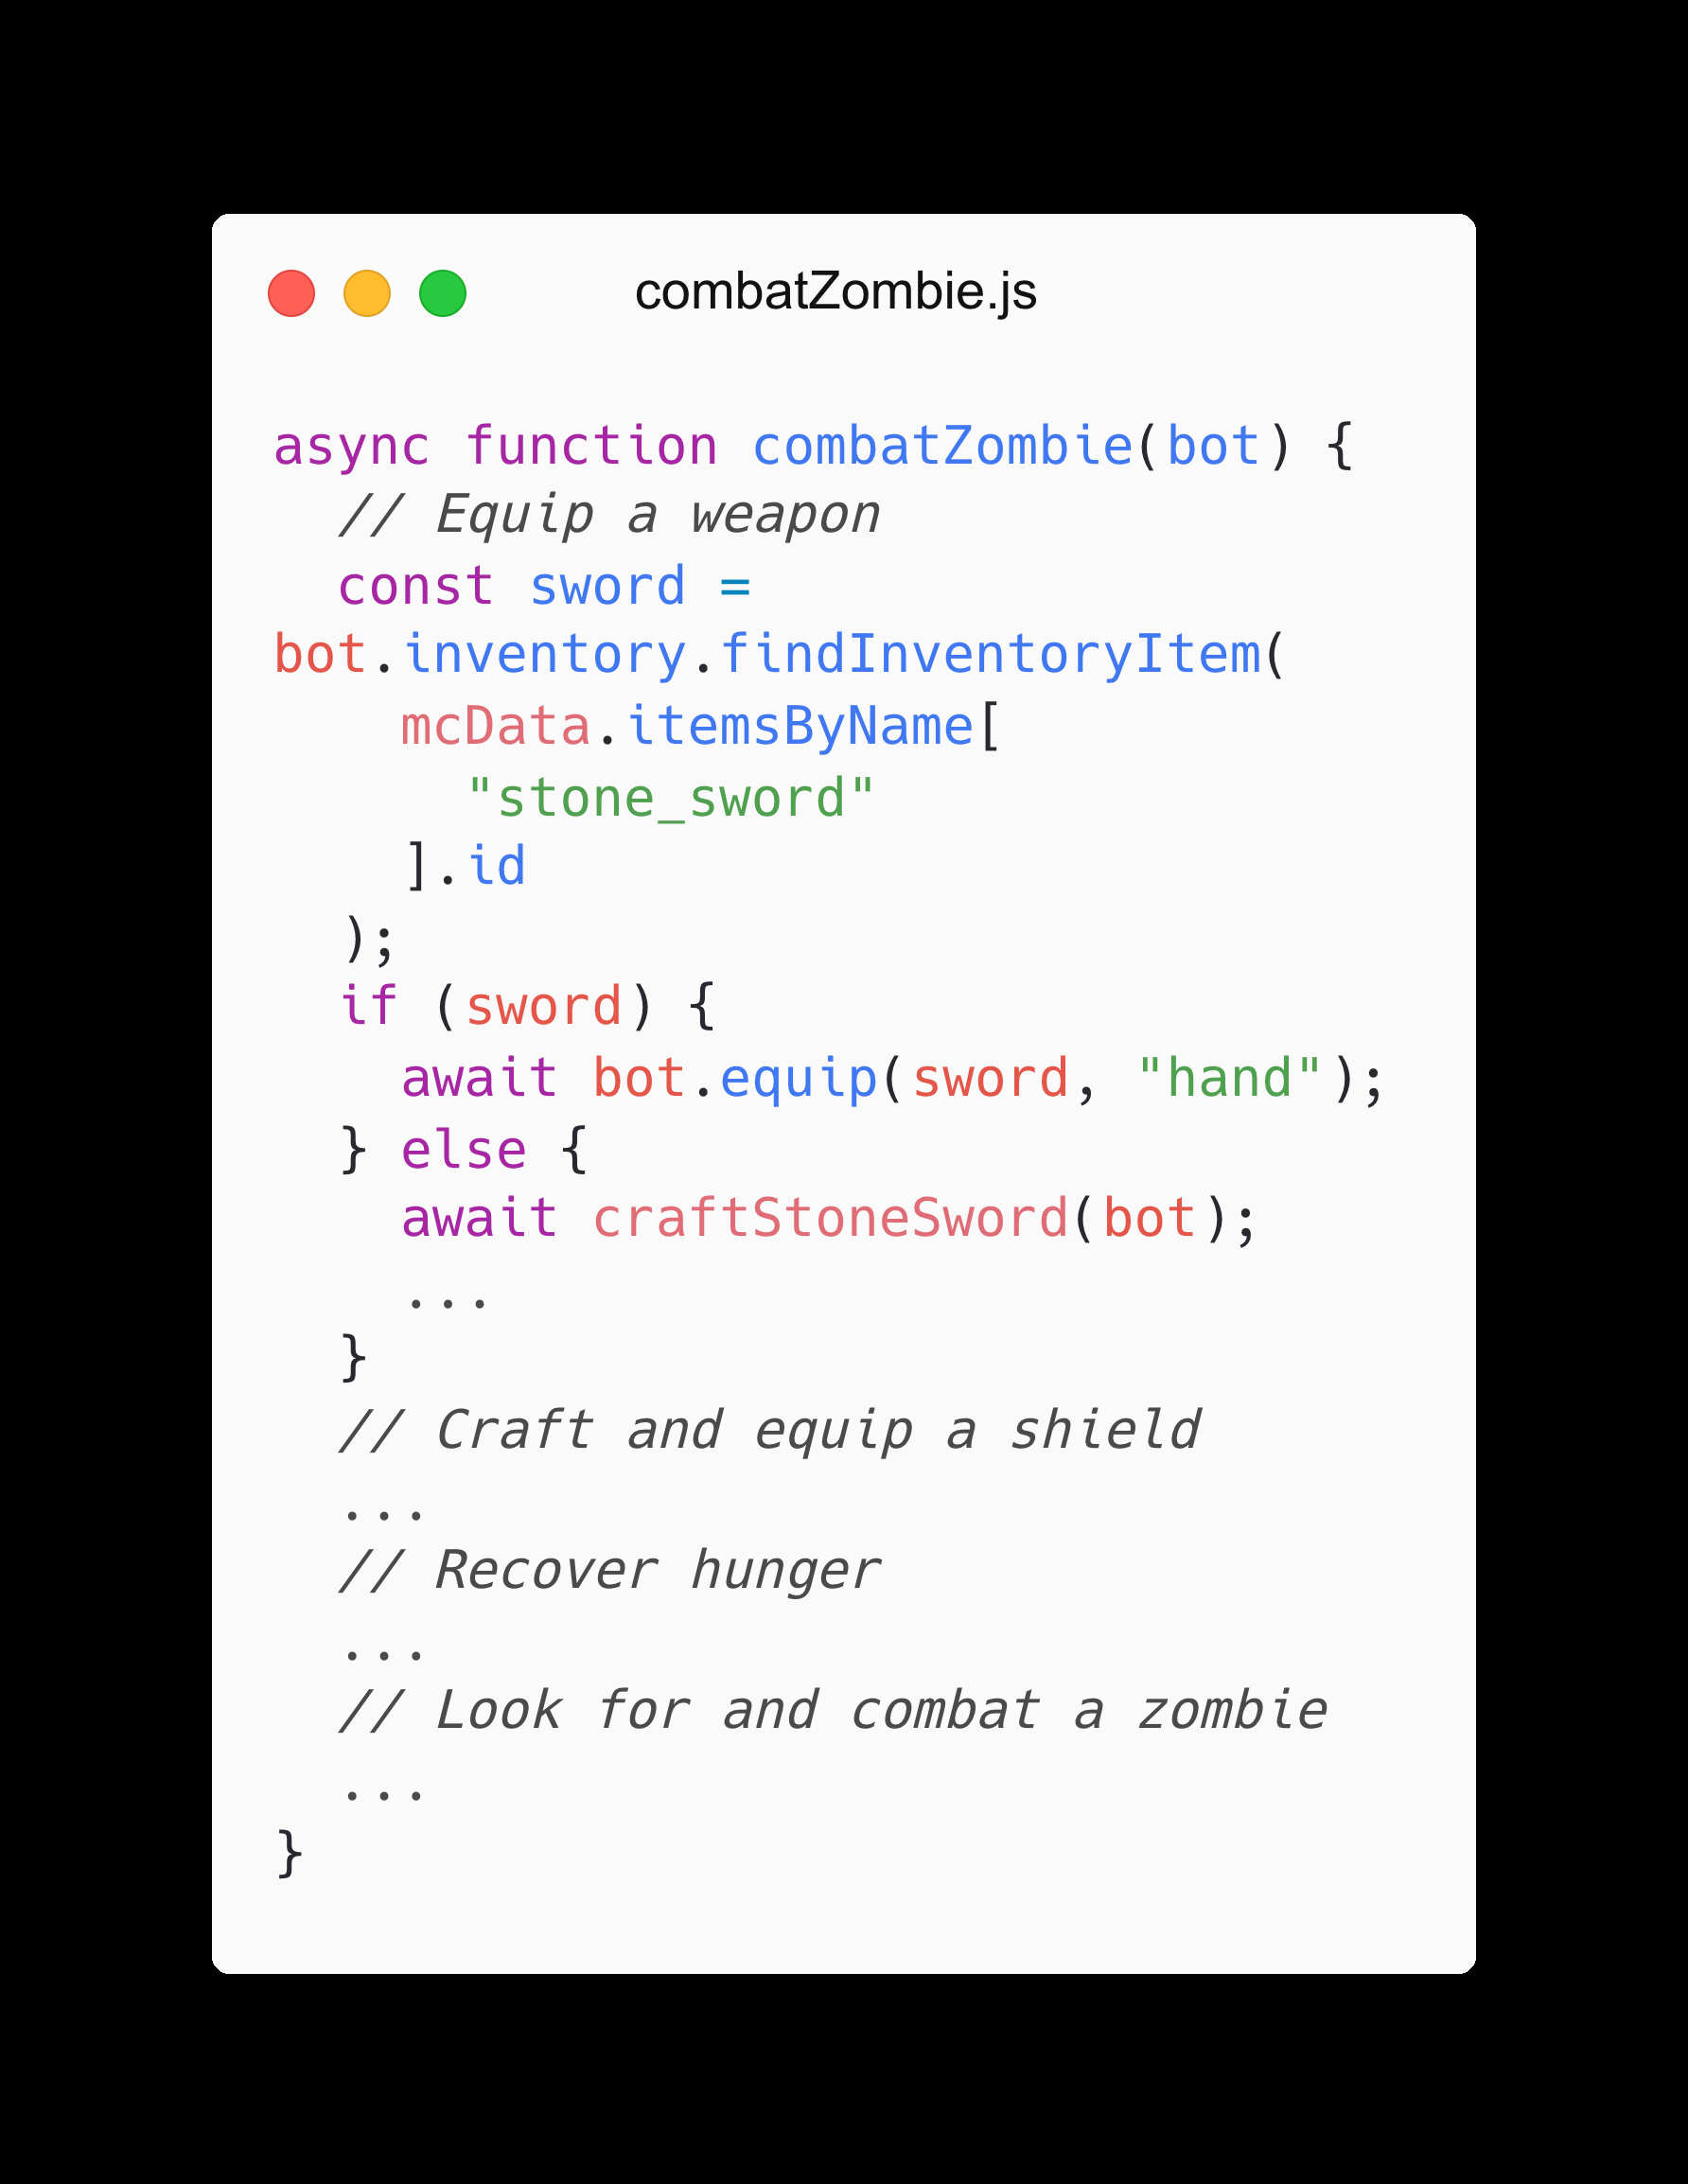 combatZombie.js
async function combatZombie(bot) {
  // Equip a weapon
  const sword =
bot.inventory.findInventoryItem(
    mcData.itemsByName[
      "stone_sword"
    ].id
  );
  if (sword) {
    await bot.equip(sword, "hand");
  } else {
    await craftStoneSword(bot);
    ...
  }
  // Craft and equip a shield
  ...
  // Recover hunger
  ...
  // Look for and combat a zombie
  ...
}